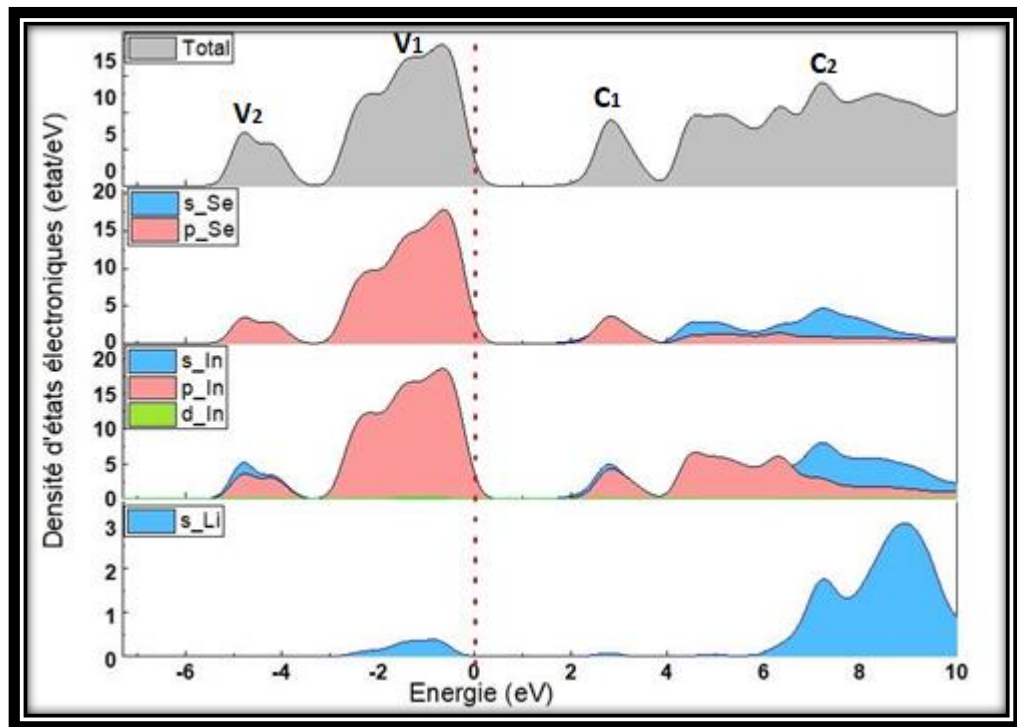 Densité d'états électroniques (etat/eV)
Total
V2
V1
C1
C2
15
10
5
0
s_Se
p_Se
20
15
10
5
0
s_In
p_In
d_In
20
15
10
5
0
s_Li
3
2
1
0
-6 -4 -2 0 2 4 6 8 10
Energie (eV)